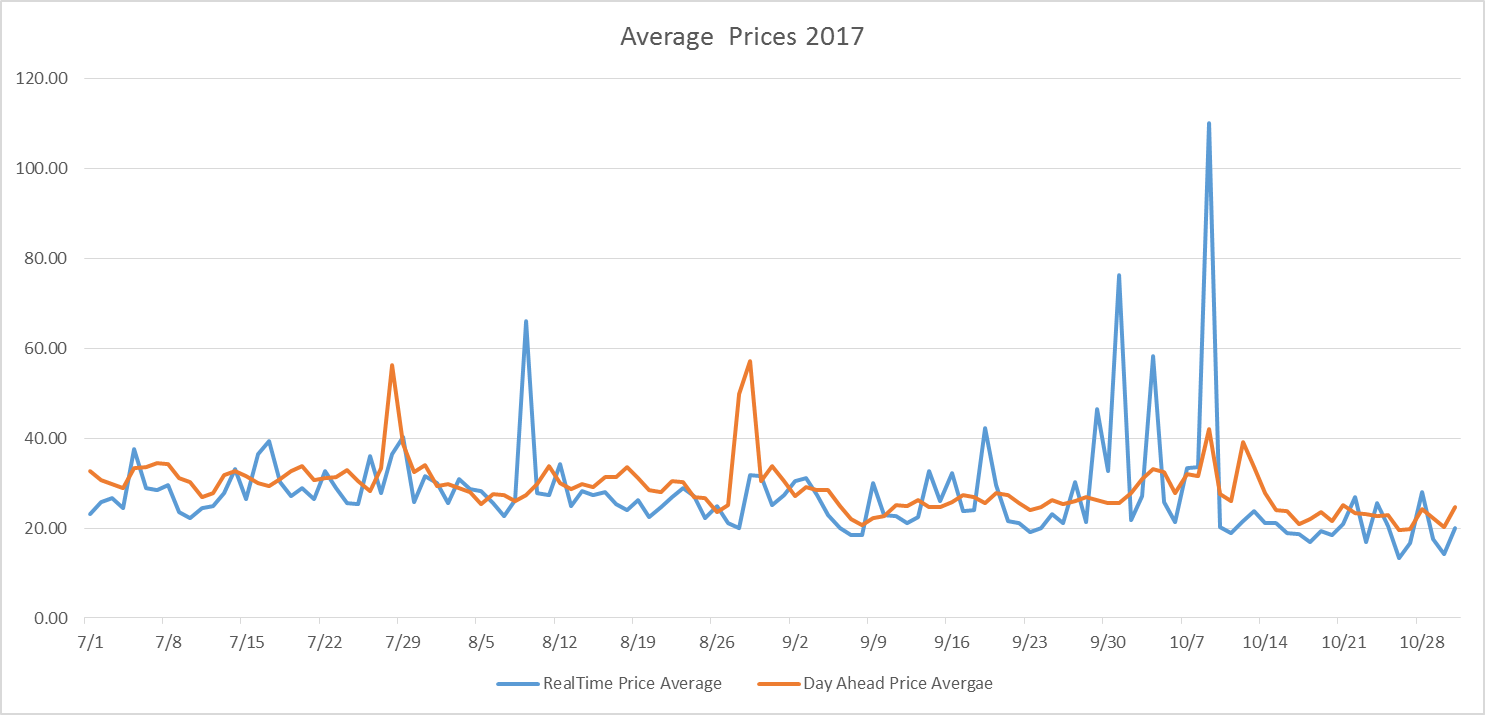 Average Prices 2017
120.00
100.00
80.00
60.00
40.00
20.00
0.00
7/1 7/8 7/15 7/22 7/29 8/5 8/12 8/19 8/26 9/2 9/9 9/16 9/23 9/30 10/7 10/14 10/21 10/28
RealTime Price Average Day Ahead Price Avergae